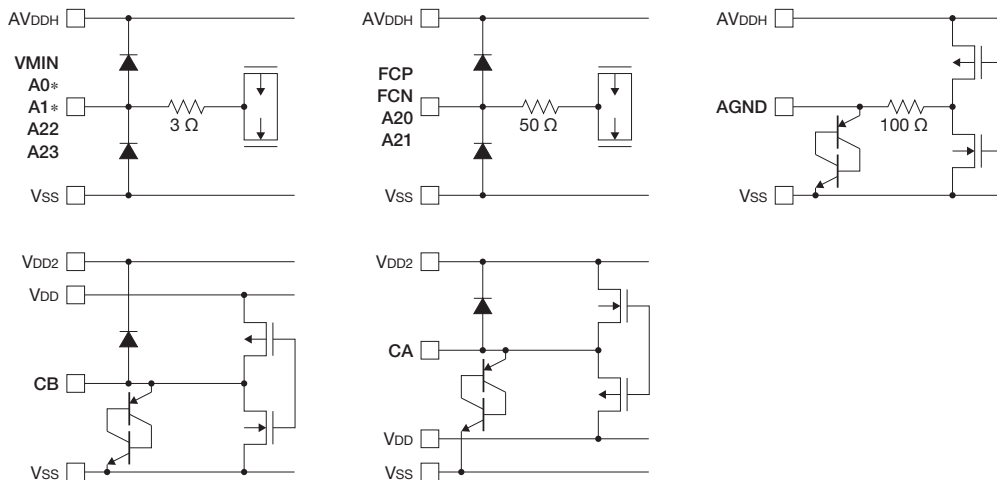 AVDDH
VMIN
A0*
A1*
A22
A23
3 Ω
VSS
AVDDH
FCP
FCN
A20
A21
50 Ω
VSS
AVDDH
AGND
100 Ω
VSS
VDD2
VDD
CB
VSS
VDD2
CA
VDD
VSS